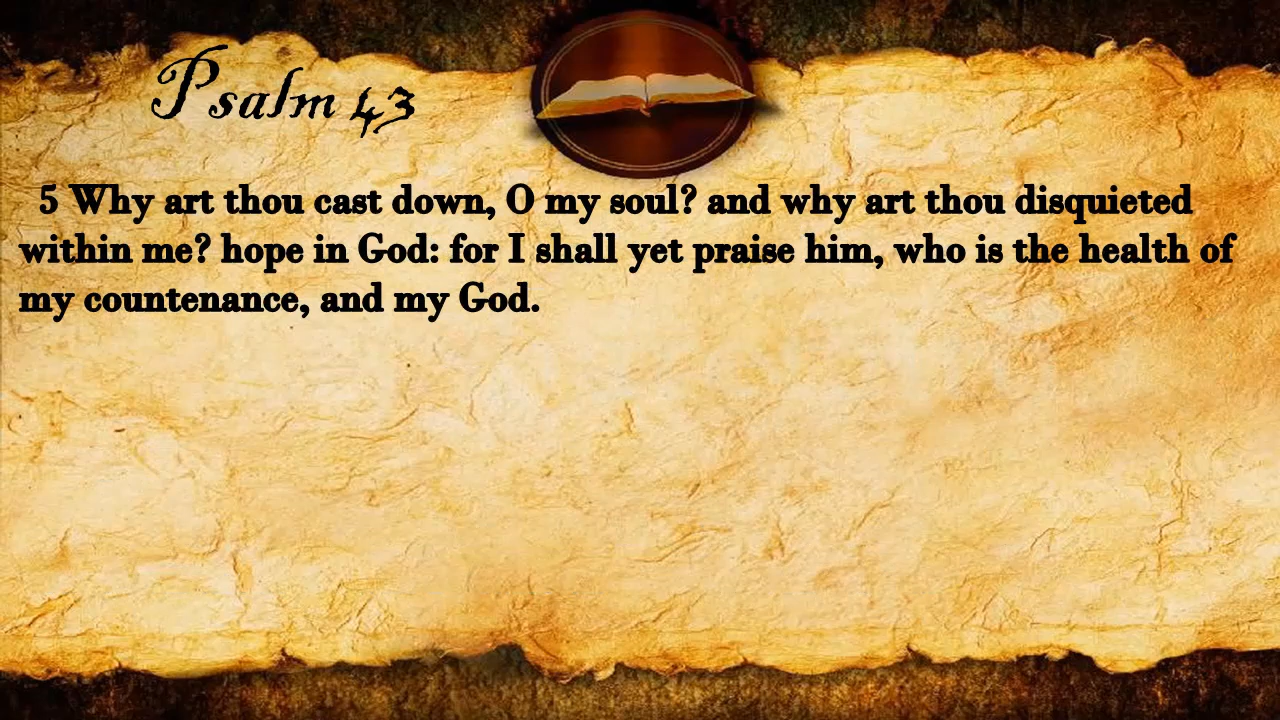 Psalm 43
5 Why art thou cast down, O my soul? and why art thou disquieted
within me? hope in God: for I shall yet praise him, who is the health of
my countenance, and my God.